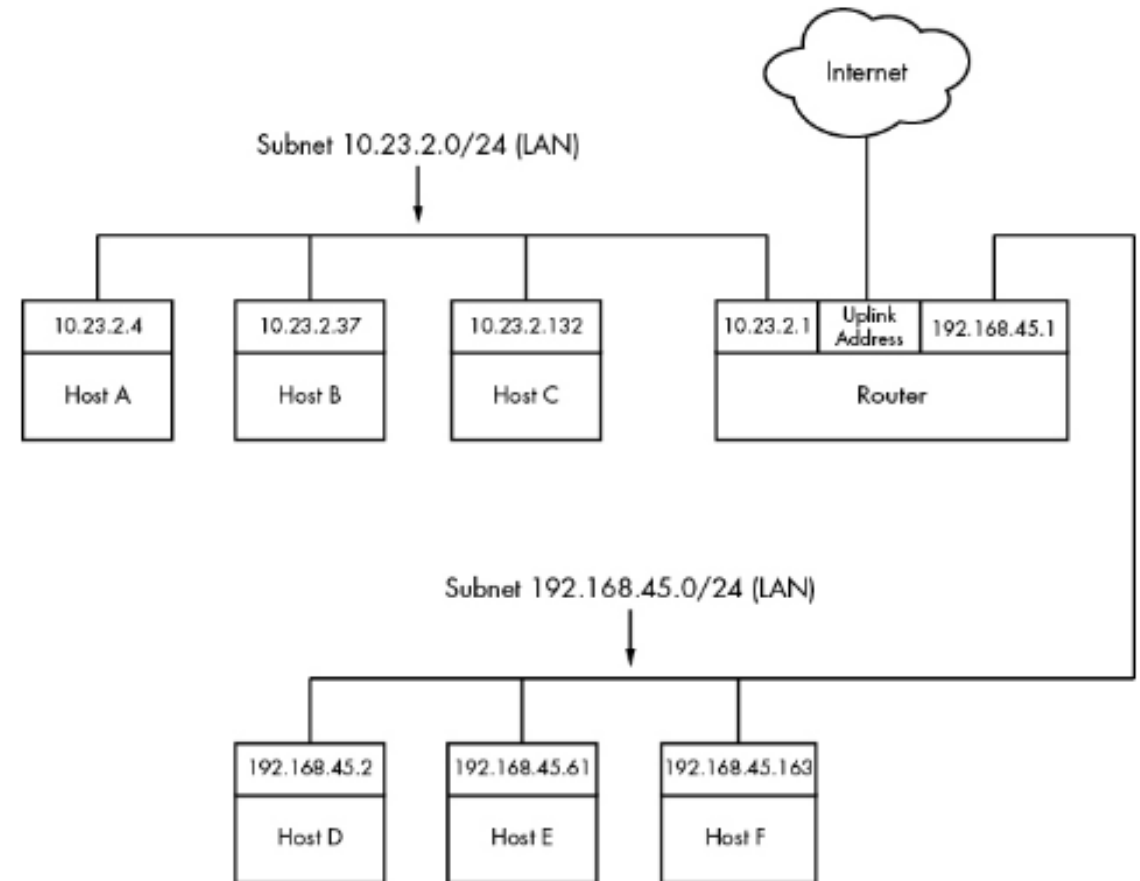 Internet
Subnet 10.23.2.0/24 (LAN)
10.23.2.4
10.23.2.37
10.23.2.132
10.23.2.1
Uplink
Address
192.168.45.1
Host A
Host B
Host C
Router
Subnet 192.168.45.0/24 (LAN)
192.168.45.2
192.168.45.61
192.168.45.163
Host D
Host E
Host F